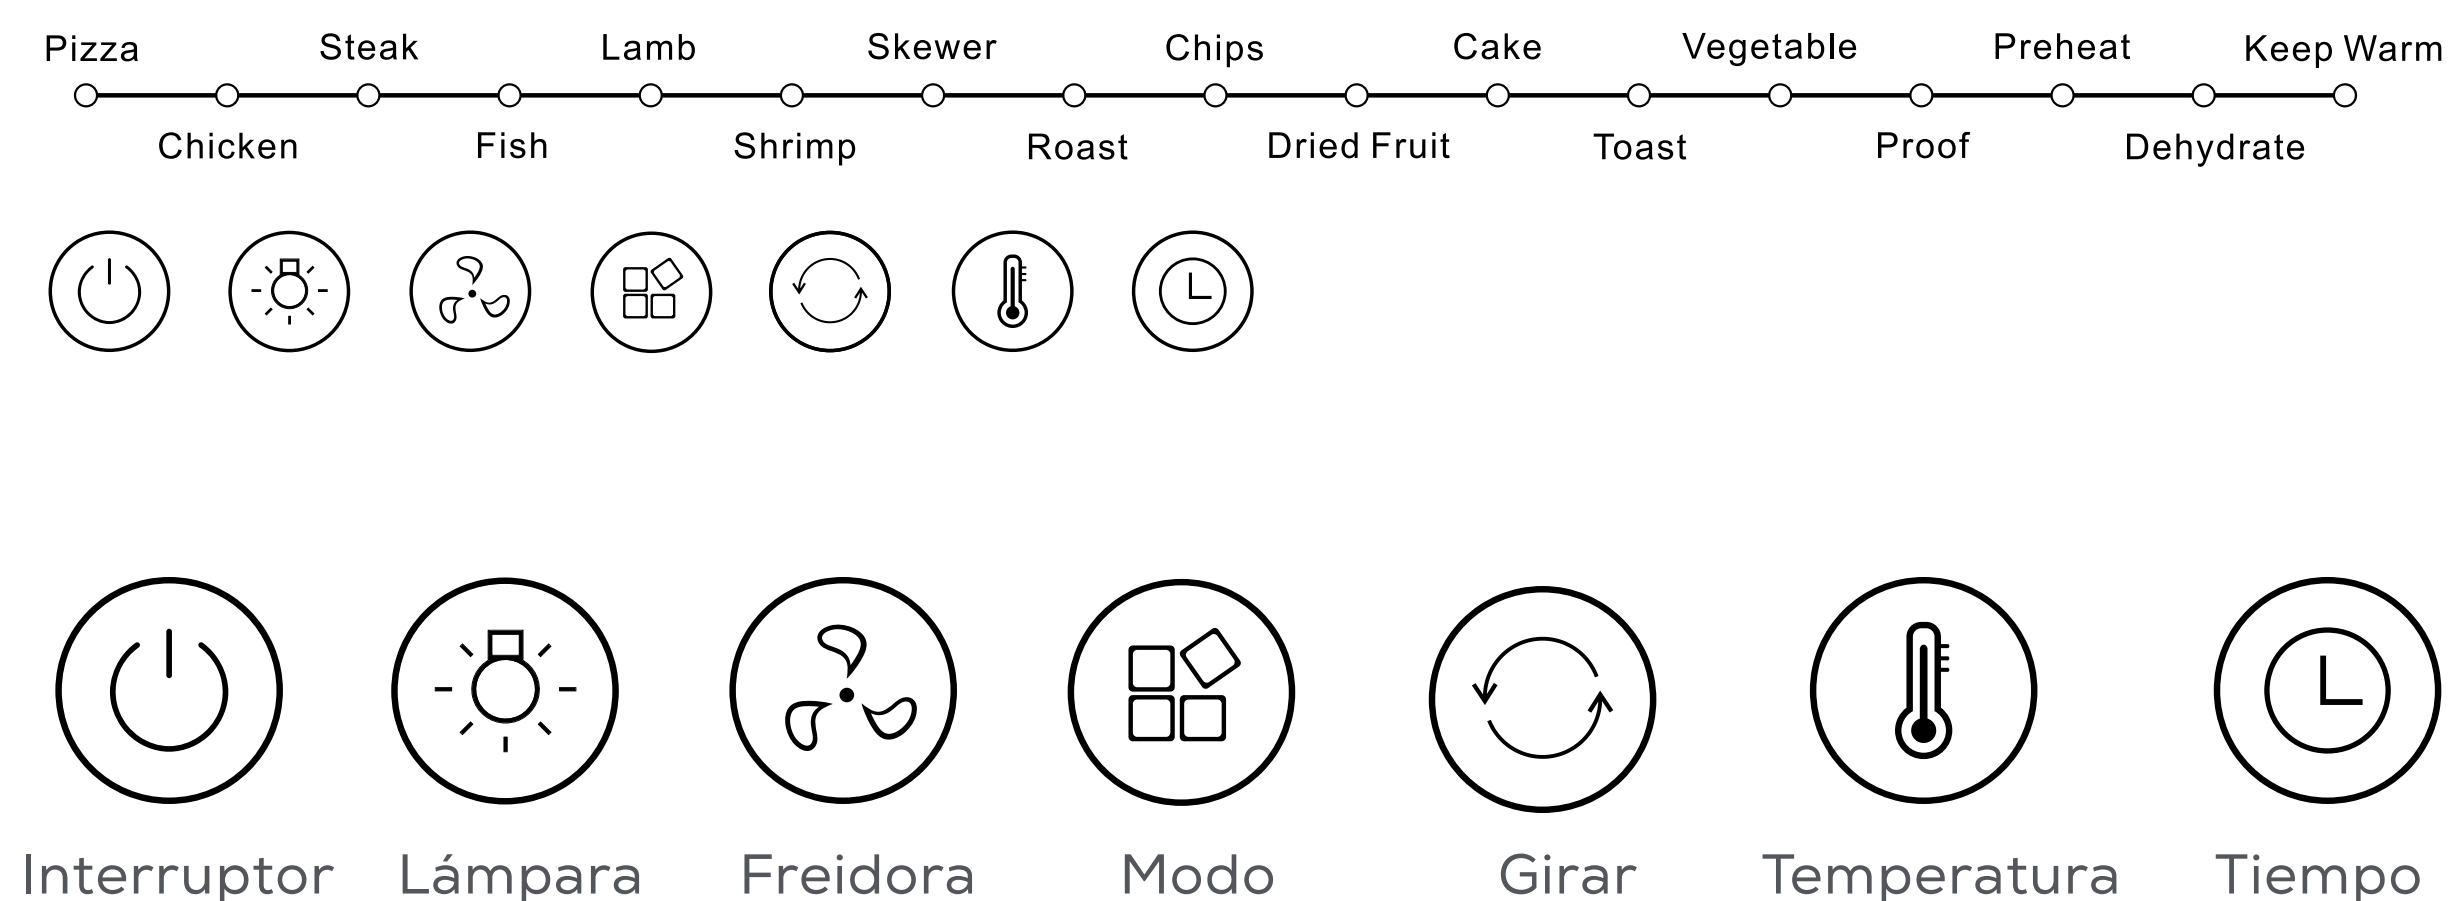 Pizza Steak Lamb Skewer Chips Cake Vegetable Preheat Keep Warm
Chicken Fish Shrimp Roast Dried Fruit Toast Proof Dehydrate
Interruptor Lámpara Freidora Modo Girar Temperatura Tiempo